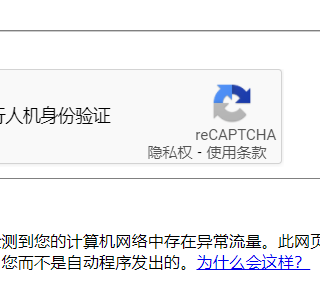 行人机身份验证
reCAPTCHA
隐私权 - 使用条款
检测到您的计算机网络中存在异常流量。此网页
您而不是自动程序发出的。为什么会这样？